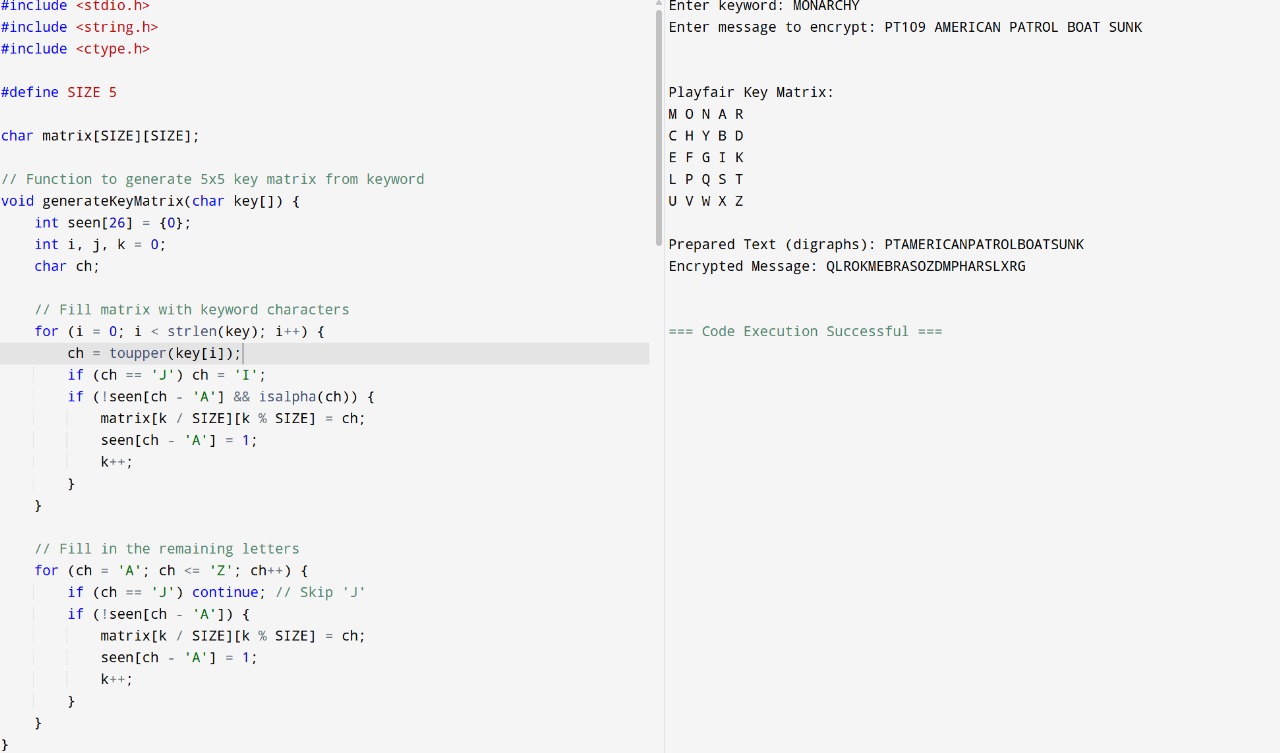 #include <stdio.h>
#include <string.h>
#include <ctype.h>
#define SIZE 5
char matrix[SIZE][SIZE];
// Function to generate 5x5 key matrix from keyword
void generateKeyMatrix(char key[]) {
    int seen[26] = {0};
    int i, j, k = 0;
    char ch;
    // Fill matrix with keyword characters
    for (i = 0; i < strlen(key); i++) {
        ch = toupper(key[i]);
        if (ch == 'J') ch = 'I';
        if (!seen[ch - 'A'] && isalpha(ch)) {
            matrix[k / SIZE][k % SIZE] = ch;
            seen[ch - 'A'] = 1;
            k++;
        }
    }
    // Fill in the remaining letters
    for (ch = 'A'; ch <= 'Z'; ch++) {
        if (ch == 'J') continue; // Skip 'J'
        if (!seen[ch - 'A']) {
            matrix[k / SIZE][k % SIZE] = ch;
            seen[ch - 'A'] = 1;
            k++;
        }
    }
}
Enter keyword: MONARCHY
Enter message to encrypt: PT109 AMERICAN PATROL BOAT SUNK
Playfair Key Matrix:
M O N A R
C H Y B D
E F G I K
L P Q S T
U V W X Z
Prepared Text (digraphs): PTAMERICANPATROLBOATSUNK
Encrypted Message: QLROKMEBRASOZDMPHARSLXRG
=== Code Execution Successful ===